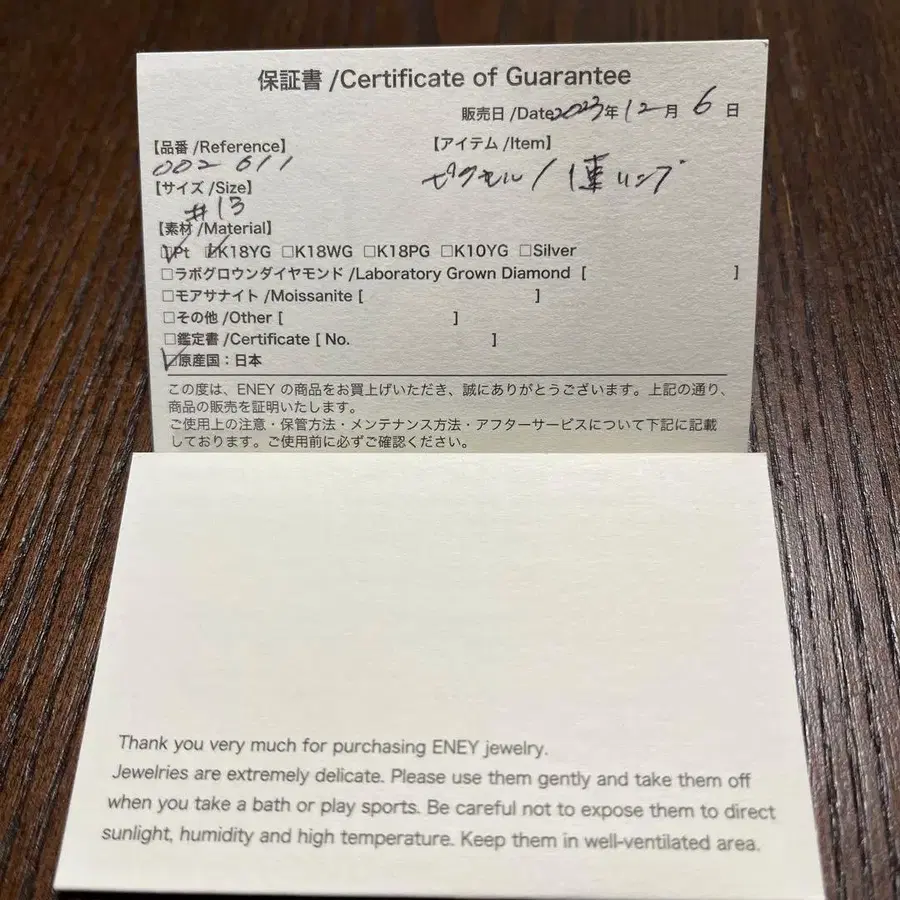 保証書 /Certificate of Guarantee
販売日 /Date 2023年 12月 6日
【品番 /Reference】
002 611
【アイテム /Item】
ピクセル / 1連リング
【サイズ /Size】
#13
【素材 /Material】
☑Pt ☑K18YG □K18WG □K18PG □K10YG □Silver
□ラボグロウンダイヤモンド /Laboratory Grown Diamond [ ]
□モアサナイト /Moissanite [ ]
□その他 /Other [ ]
□鑑定書 /Certificate [ No. ]
☑原産国：日本
この度は、ENEY の商品をお買上げいただき、誠にありがとうございます。上記の通り、
商品の販売を証明いたします。
ご使用上の注意・保管方法・メンテナンス方法・アフターサービスについて下記に記載
しております。ご使用前に必ずご確認ください。
Thank you very much for purchasing ENEY jewelry.
Jewelries are extremely delicate. Please use them gently and take them off
when you take a bath or play sports. Be careful not to expose them to direct
sunlight, humidity and high temperature. Keep them in well-ventilated area.